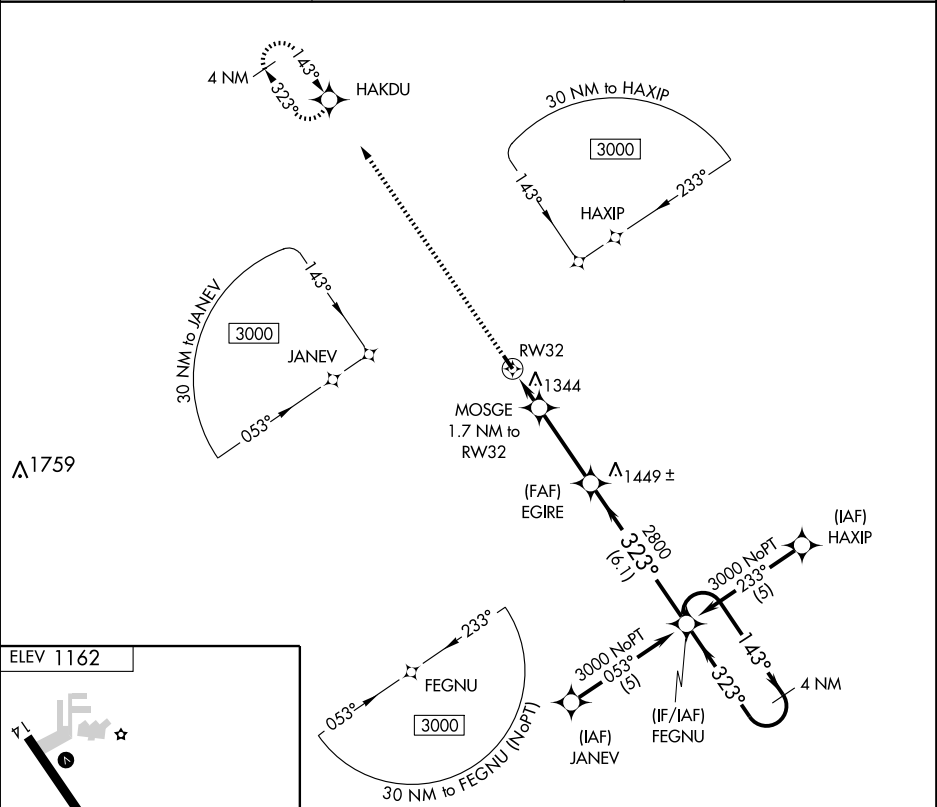 4 NM
143°
323°
HAKDU
30 NM to HAXIP
3000
143°
233°
HAXIP
30 NM to JANEV
3000
143°
JANEV
053°
RW32
1344
MOSGE
1.7 NM to
RW32
1759
1449 ±
(FAF)
EGIRE
2800
323°
(6.1)
(IAF)
HAXIP
3000 NoPT
233°
(5)
3000 NoPT
053°
(5)
143°
323°
4 NM
(IF/IAF)
FEGNU
(IAF)
JANEV
233°
FEGNU
053°
3000
30 NM to FEGNU (NoPT)
ELEV 1162
14
V